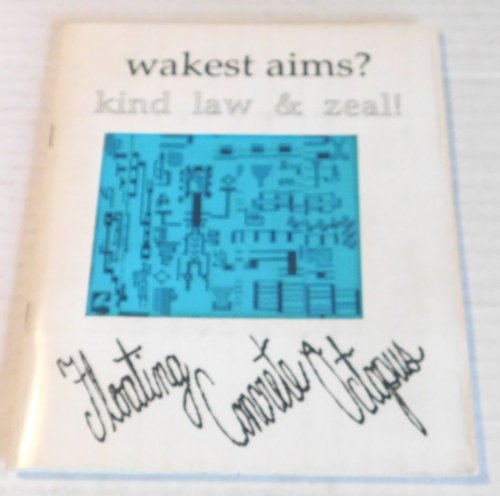 wakest aims?
kind law & zeal!
Floating Concrete Octopus